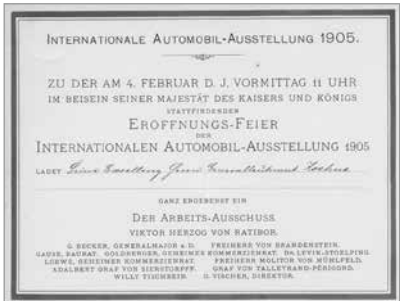 INTERNATIONALE AUTOMOBIL-AUSSTELLUNG 1905.
ZU DER AM 4. FEBRUAR D. J. VORMITTAG 11 UHR
IM BEISEIN SEINER MAJESTÄT DES KAISERS UND KÖNIGS
STATTFINDENDEN
ERÖFFNUNGS-FEIER
DER
INTERNATIONALEN AUTOMOBIL-AUSSTELLUNG 1905
LADET Seine Excellenz Herrn Generalleutnant
GANZ ERGEBENST EIN
DER ARBEITS-AUSSCHUSS.
VIKTOR HERZOG VON RATIBOR.
G. BECKER, GENERALMAJOR A. D. FREIHERR VON BRANDENSTEIN.
GAUSE, BAURAT. GOLDBERGER, GEHEIMER KOMMERZIENRAT. DR. LEVIN-STOELPING.
LOEWE, GEHEIMER KOMMERZIENRAT. FREIHERR MOLITOR VON MÜHLFELD.
ADALBERT GRAF VON SIERSTORPFF. GRAF VON TALLEYRAND-PÉRIGORD.
WILLY TISCHBEIN. O. VISCHER, DIREKTOR.